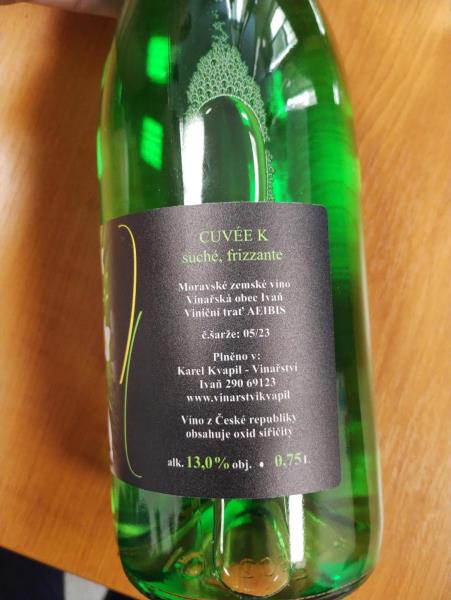 CUVÉE K
suché, frizzante
Moravské zemské víno
Vinařská obec Ivaň
Viniční trať AEIBIS
č.šarže: 05/23
Plněno v:
Karel Kvapil - Vinařství
Ivaň 290 69123
www.vinarstvikvapil
Víno z České republiky
obsahuje oxid siřičitý
alk. 13,0% obj. • 0,75 l.